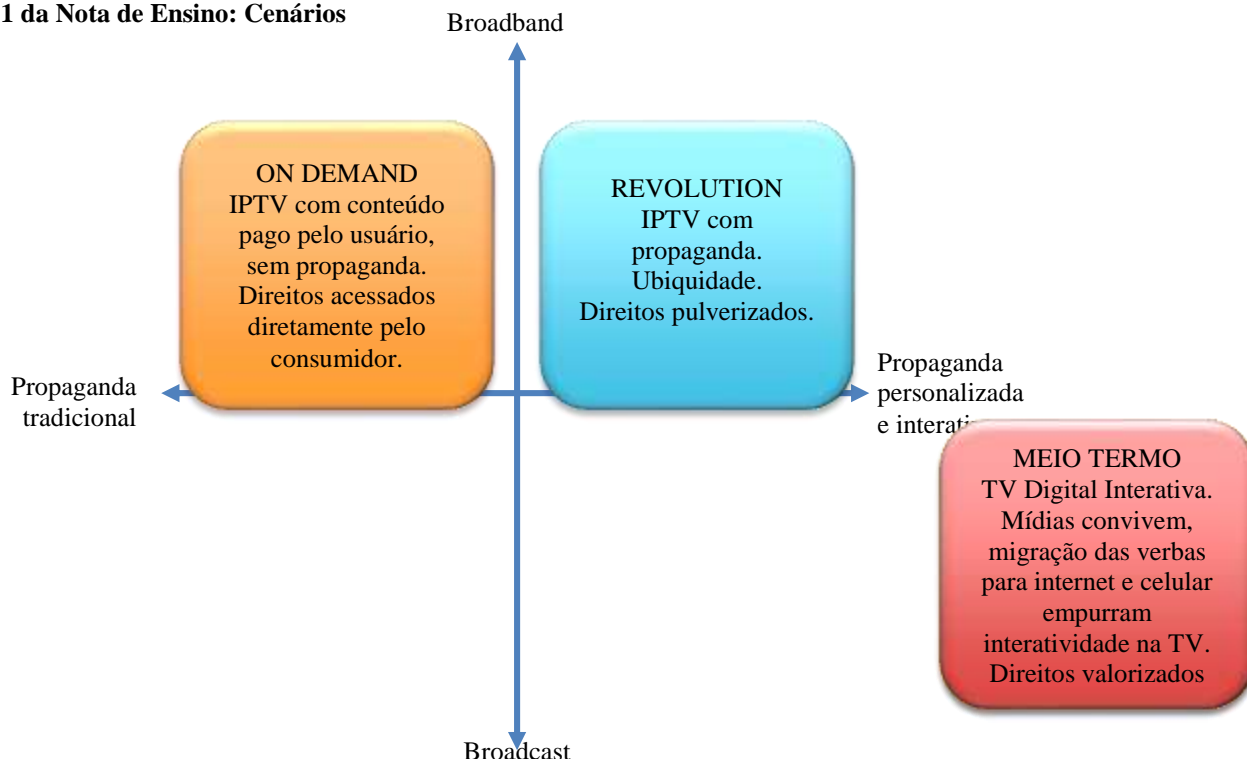 1 da Nota de Ensino: Cenários
Broadband
ON DEMAND
IPTV com conteúdo
pago pelo usuário,
sem propaganda.
Direitos acessados
diretamente pelo
consumidor.
REVOLUTION
IPTV com
propaganda.
Ubiquidade.
Direitos pulverizados.
Propaganda
tradicional
Propaganda
personalizada
e
MEIO TERMO
TV Digital Interativa.
Mídias convivem,
migração das verbas
para internet e celular
empurram
interatividade na TV.
Direitos valorizados
Broadcast